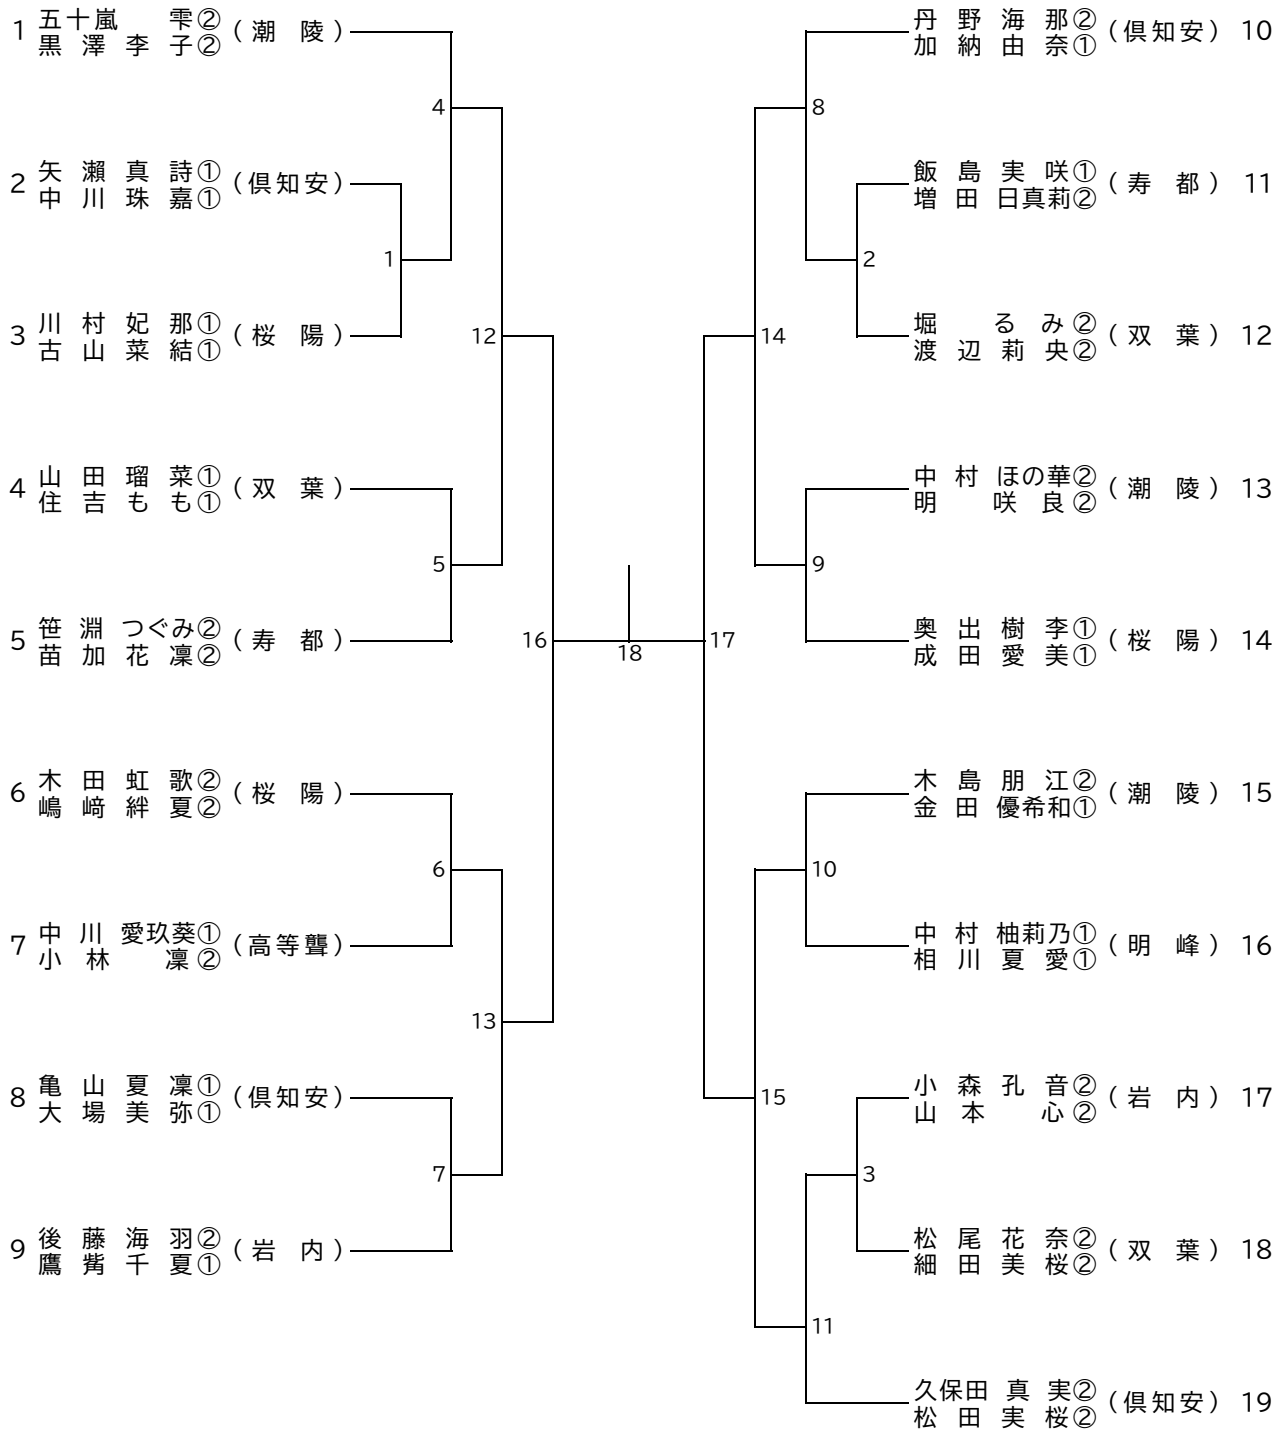 1 五十嵐 雫② (潮 陵)
黒 澤 李 子②
4
2 矢 瀬 真 詩① (倶知安)
中 川 珠 嘉①
1
3 川 村 妃 那① (桜 陽)
古 山 菜 結①
12
4 山 田 瑠 菜① (双 葉)
住 吉 も も①
5
5 笹 淵 つぐみ② (寿 都)
苗 加 花 凜②
16
6 木 田 虹 歌② (桜 陽)
嶋 﨑 絆 夏②
6
7 中 川 愛玖葵① (高等聾)
小 林 凜②
13
8 亀 山 夏 凜① (倶知安)
大 場 美 弥①
7
9 後 藤 海 羽② (岩 内)
鷹 觜 千 夏①
18
丹 野 海 那② (倶知安) 10
加 納 由 奈①
8
飯 島 実 咲① (寿 都) 11
増 田 日真莉②
2
堀 る み② (双 葉) 12
渡 辺 莉 央②
14
中 村 ほの華② (潮 陵) 13
明 咲 良②
9
奥 出 樹 李① (桜 陽) 14
成 田 愛 美①
17
木 島 朋 江② (潮 陵) 15
金 田 優希和①
10
中 村 柚莉乃① (明 峰) 16
相 川 夏 愛①
15
小 森 孔 音② (岩 内) 17
山 本 心②
3
松 尾 花 奈② (双 葉) 18
細 田 美 桜②
11
久保田 真 実② (倶知安) 19
松 田 実 桜②